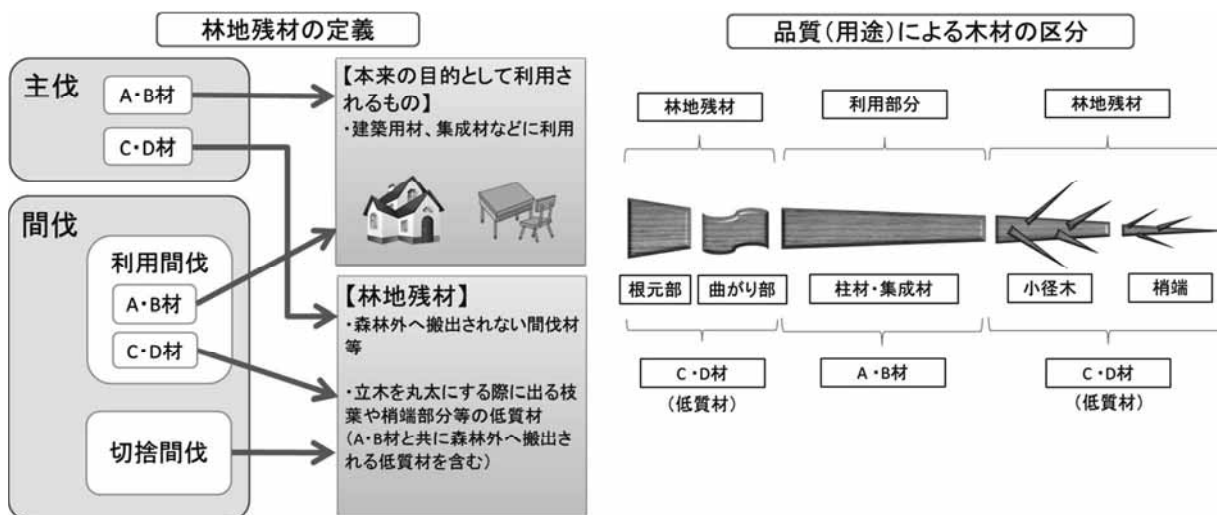 林地残材の定義
主伐
A・B材
C・D材
間伐
利用間伐
A・B材
C・D材
切捨間伐
【本来の目的として利用さ
れるもの】
・建築用材、集成材などに利用
【林地残材】
・森林外へ搬出されない間伐材
等
・立木を丸太にする際に出る枝
葉や梢端部分等の低質材
（A・B材と共に森林外へ搬出さ
れる低質材を含む）
品質（用途）による木材の区分
林地残材
利用部分
林地残材
根元部
曲がり部
柱材・集成材
小径木
梢端
C・D材
（低質材）
A・B材
C・D材
（低質材）